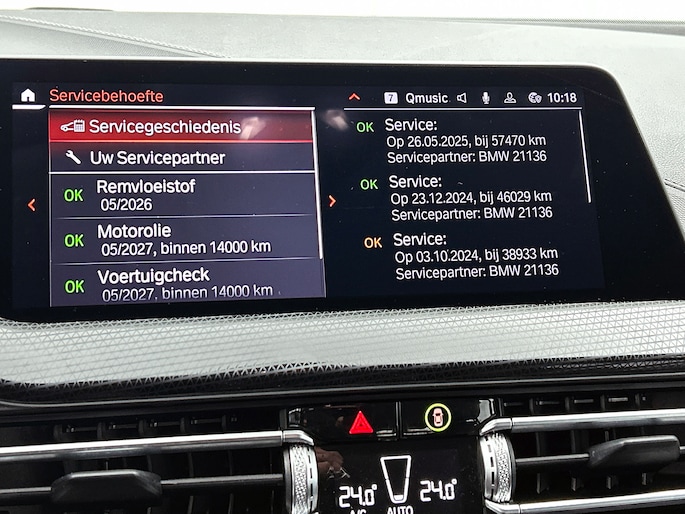 Servicebehoefte
7 Qmusic 10:18
Servicegeschiedenis
Uw Servicepartner
OK Remvloeistof
05/2026
OK Motorolie
05/2027, binnen 14000 km
OK Voertuigcheck
05/2027, binnen 14000 km
OK Service:
Op 26.05.2025, bij 57470 km
Servicepartner: BMW 21136
OK Service:
Op 23.12.2024, bij 46029 km
Servicepartner: BMW 21136
OK Service:
Op 03.10.2024, bij 38933 km
Servicepartner: BMW 21136
24.0 24.0
A/C AUTO